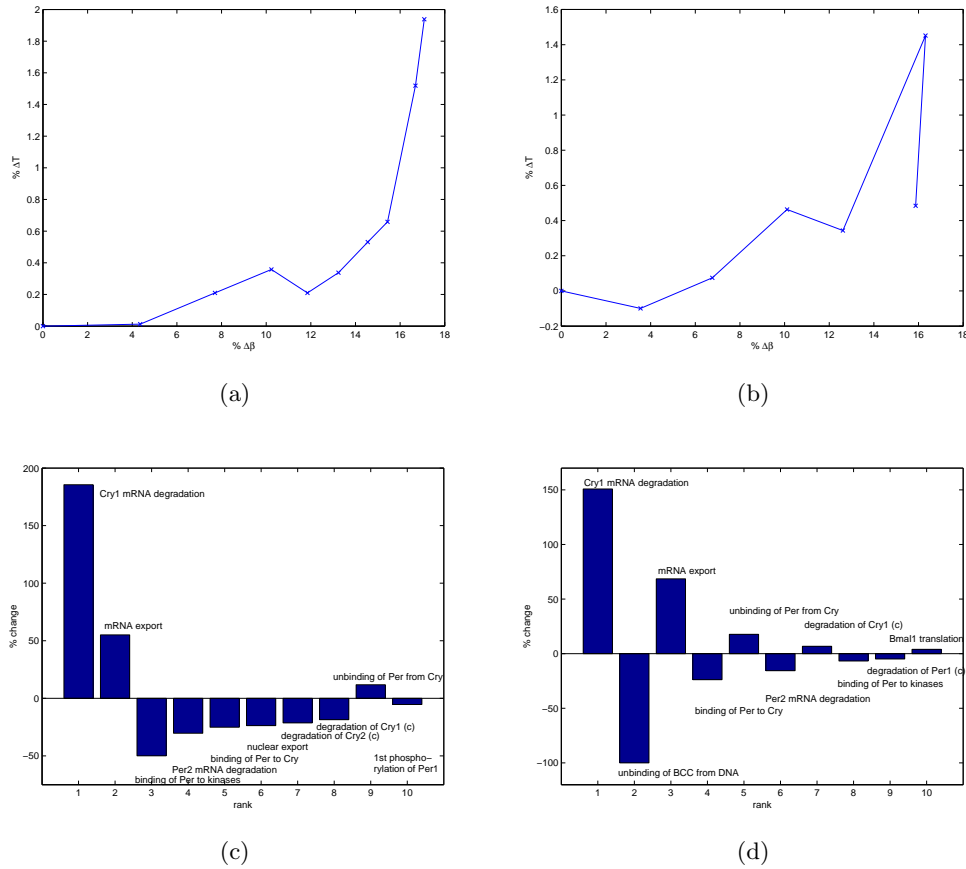 2
1.8
1.6
1.4
1.2
1
0.8
0.6
0.4
0.2
0
% ΔT
0 2 4 6 8 10 12 14 16 18
% Δβ
(a)
1.6
1.4
1.2
1
0.8
0.6
0.4
0.2
0
−0.2
% ΔT
0 2 4 6 8 10 12 14 16 18
% Δβ
(b)
200
150
100
50
0
−50
% change
Cry1 mRNA degradation
mRNA export
unbinding of Per from Cry
degradation of Cry1 (c)
degradation of Cry2 (c)
nuclear export
binding of Per to Cry
Per2 mRNA degradation
binding of Per to kinases
1st phospho−
rylation of Per1
1 2 3 4 5 6 7 8 9 10
rank
(c)
150
100
50
0
−50
−100
% change
Cry1 mRNA degradation
mRNA export
unbinding of Per from Cry
degradation of Cry1 (c)
Bmal1 translation
degradation of Per1 (c)
binding of Per to kinases
Per2 mRNA degradation
binding of Per to Cry
unbinding of BCC from DNA
1 2 3 4 5 6 7 8 9 10
rank
(d)